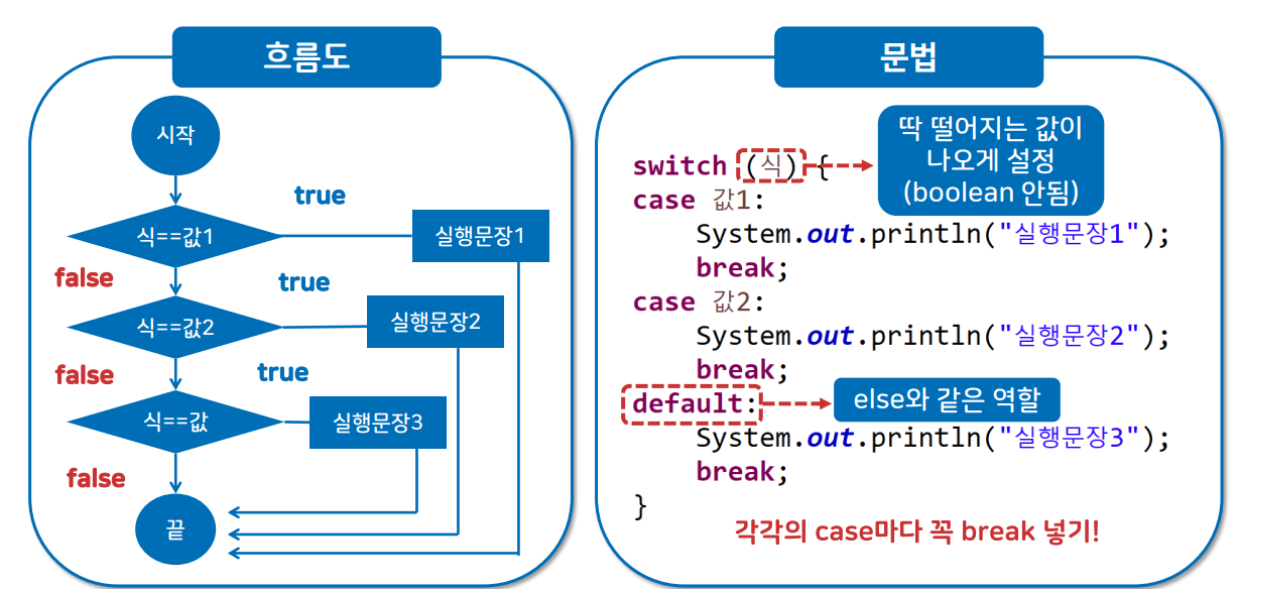 흐름도
시작
true
식==값1
실행문장1
false
true
식==값2
실행문장2
false
true
식==값
실행문장3
false
끝
문법
딱 떨어지는 값이
나오게 설정
(boolean 안됨)
switch (식) {
case 값1:
System.out.println("실행문장1");
break;
case 값2:
System.out.println("실행문장2");
break;
default:
else와 같은 역할
System.out.println("실행문장3");
break;
}
각각의 case마다 꼭 break 넣기!